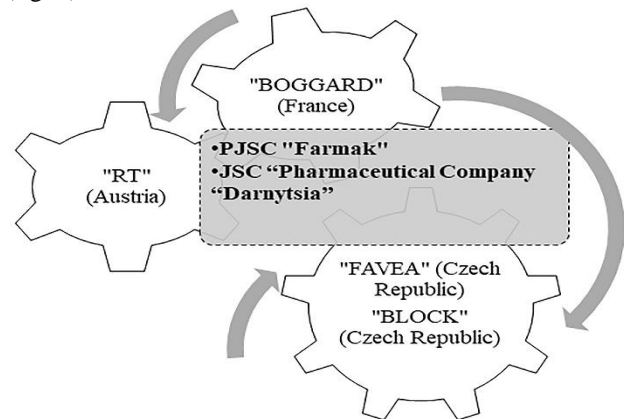 "BOGGARD"
(France)
•PJSC "Farmak"
•JSC “Pharmaceutical Company
“Darnytsia”
"RT"
(Austria)
"FAVEA" (Czech
Republic)
"BLOCK"
(Czech Republic)